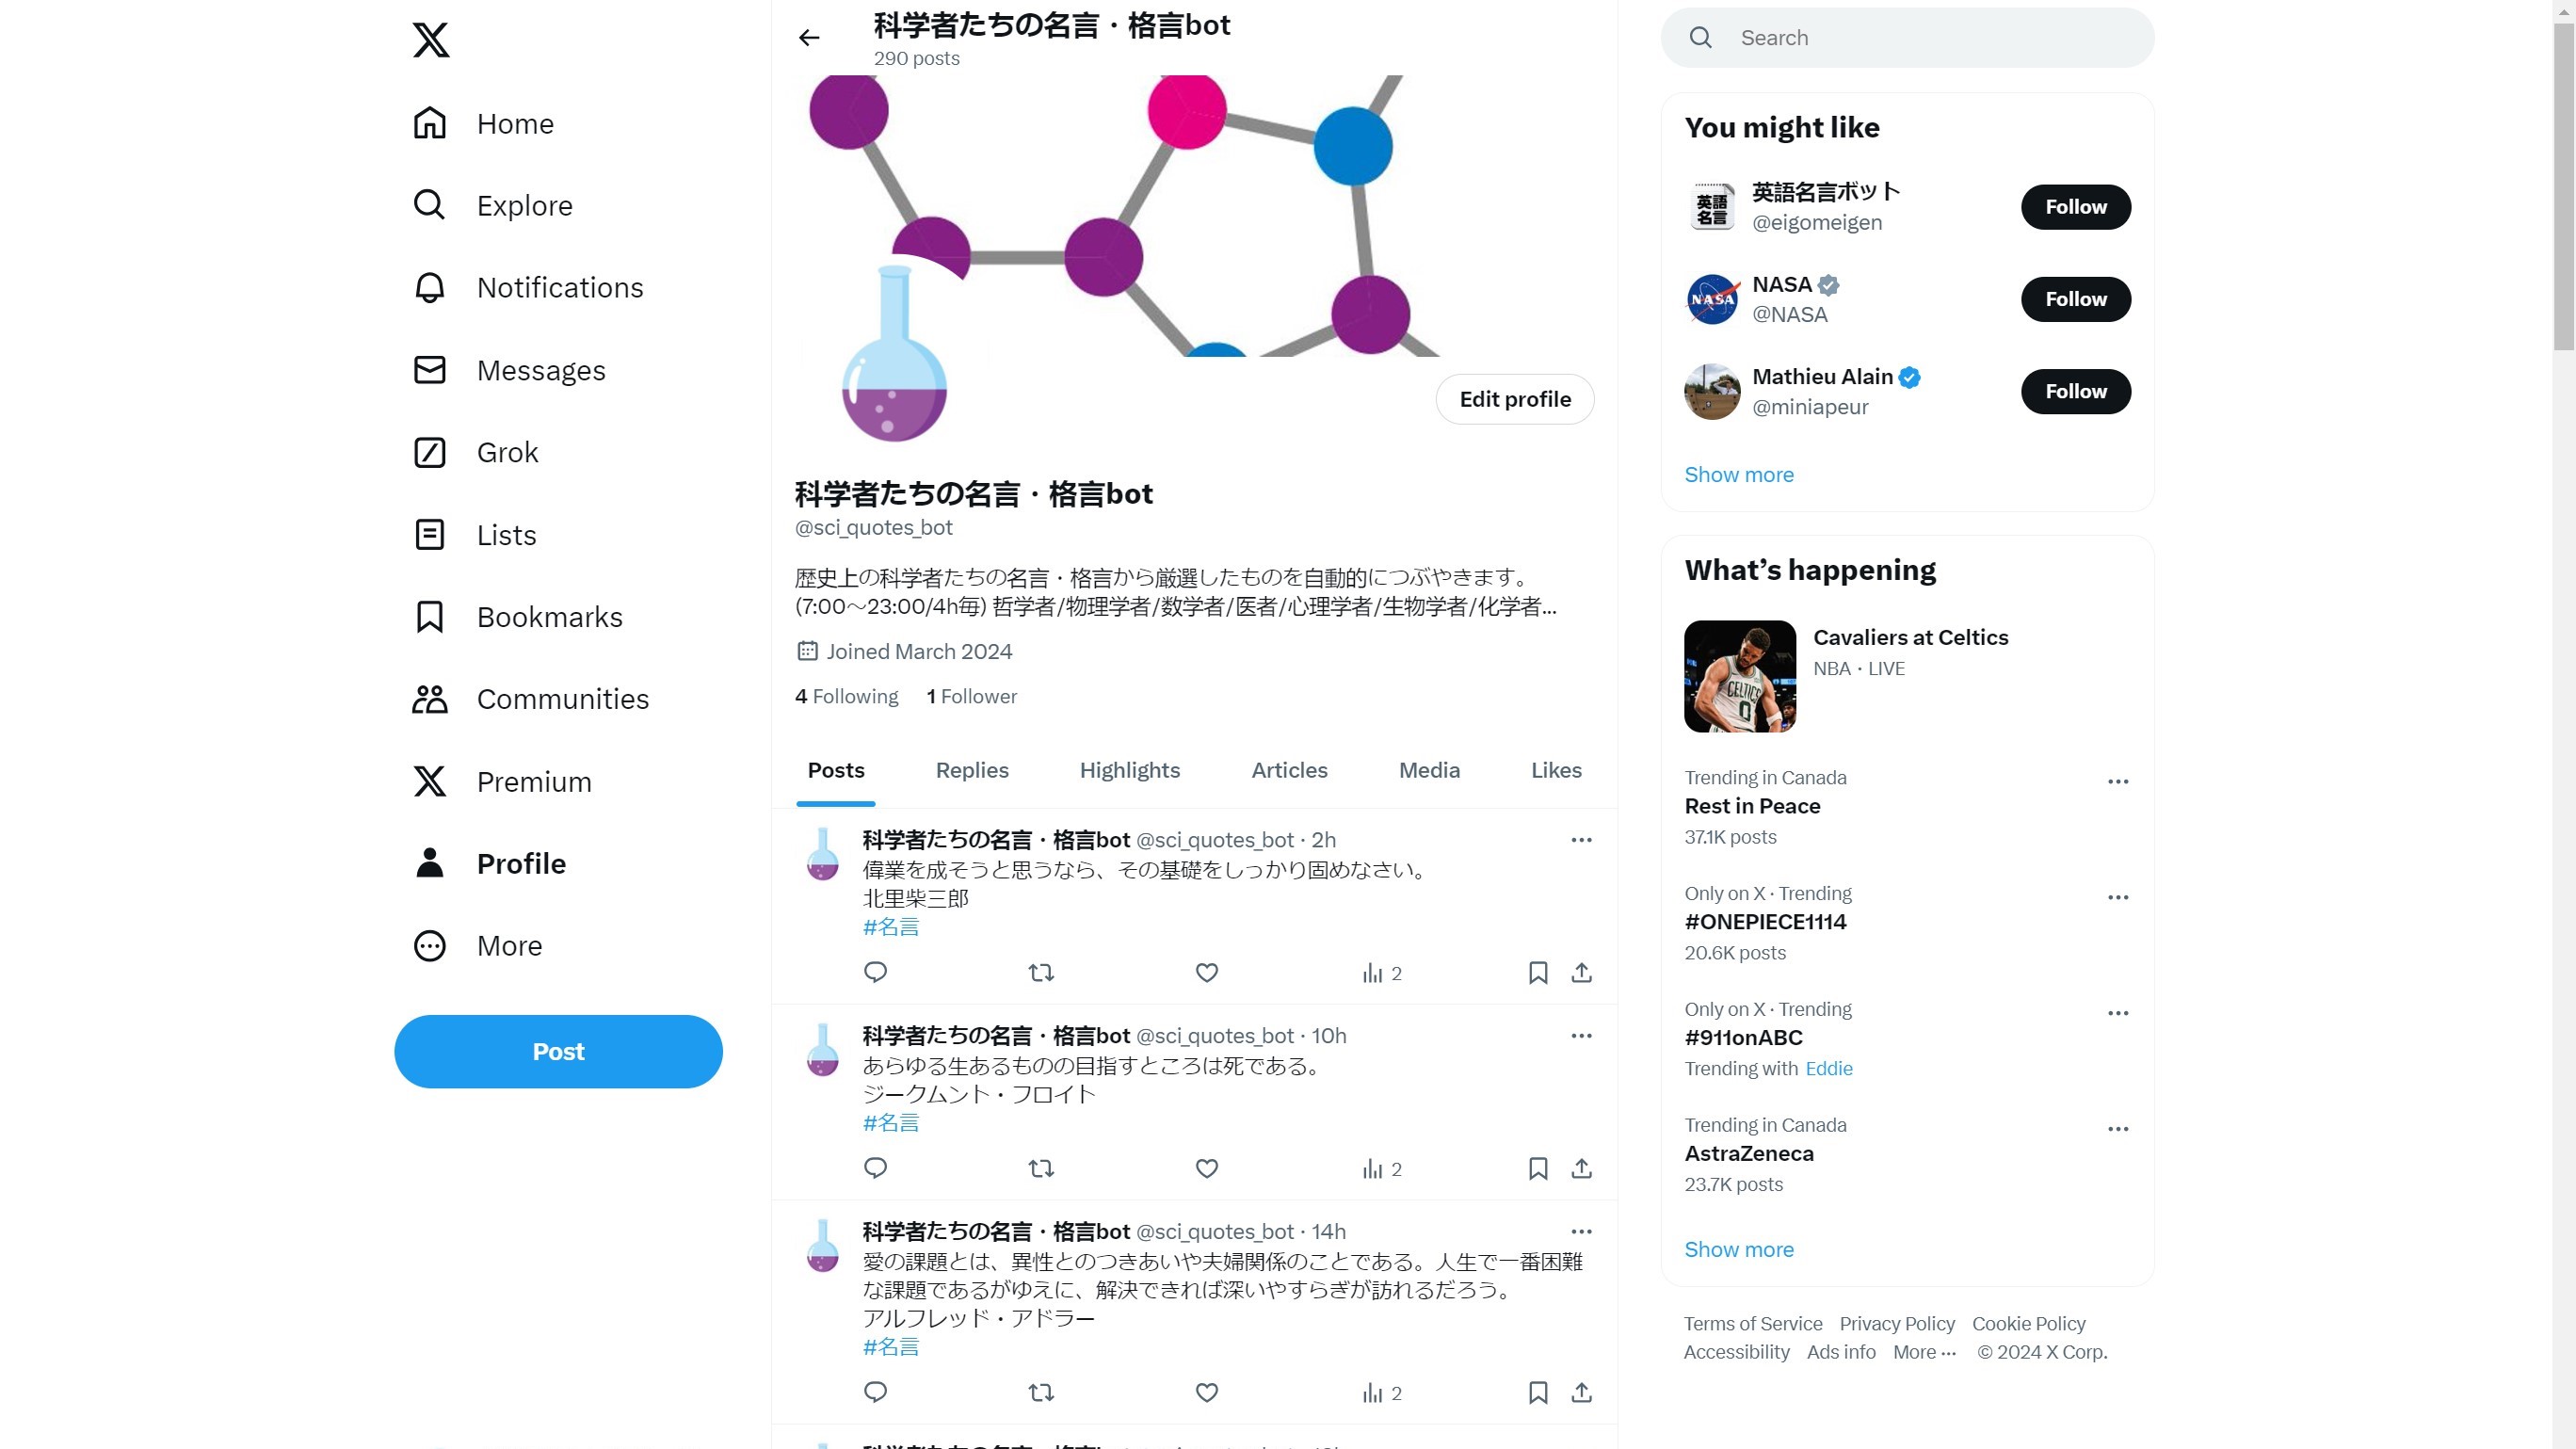 科学者たちの名言・格言bot
290 posts
Home
Explore
Notifications
Messages
Grok
Lists
Bookmarks
Communities
Premium
Profile
More
Post
Edit profile
科学者たちの名言・格言bot
@sci_quotes_bot
歴史上の科学者たちの名言・格言から厳選したものを自動的につぶやきます。
(7:00〜23:00/4h毎) 哲学者/物理学者/数学者/医者/心理学者/生物学者/化学者...
Joined March 2024
4 Following 1 Follower
Posts Replies Highlights Articles Media Likes
科学者たちの名言・格言bot @sci_quotes_bot · 2h
偉業を成そうと思うなら、その基礎をしっかり固めなさい。
北里柴三郎
#名言
2
科学者たちの名言・格言bot @sci_quotes_bot · 10h
あらゆる生あるものの目指すところは死である。
ジークムント・フロイト
#名言
2
科学者たちの名言・格言bot @sci_quotes_bot · 14h
愛の課題とは、異性とのつきあいや夫婦関係のことである。人生で一番困難
な課題であるがゆえに、解決できれば深いやすらぎが訪れるだろう。
アルフレッド・アドラー
#名言
2
Search
You might like
英語
名言
英語名言ボット
@eigomeigen
Follow
NASA
NASA
@NASA
Follow
Mathieu Alain
@miniapeur
Follow
Show more
What’s happening
Cavaliers at Celtics
NBA · LIVE
CELTICS
0
Trending in Canada
Rest in Peace
37.1K posts
Only on X · Trending
#ONEPIECE1114
20.6K posts
Only on X · Trending
#911onABC
Trending with Eddie
Trending in Canada
AstraZeneca
23.7K posts
Show more
Terms of Service Privacy Policy Cookie Policy
Accessibility Ads info More ··· © 2024 X Corp.